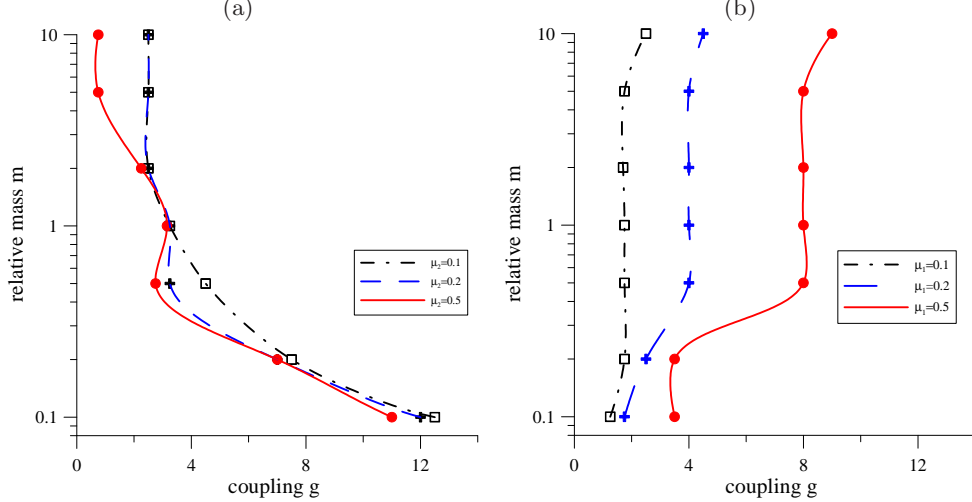 (a)
10
1
0.1
relative mass m
0
4
8
12
coupling g
μ₂=0.1
μ₂=0.2
μ₂=0.5
(b)
10
1
0.1
relative mass m
0
4
8
12
coupling g
μ₁=0.1
μ₁=0.2
μ₁=0.5